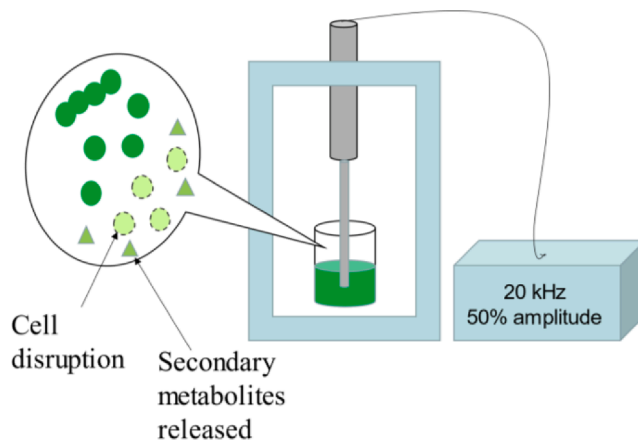 20 kHz
50% amplitude
Cell
disruption
Secondary
metabolites
released